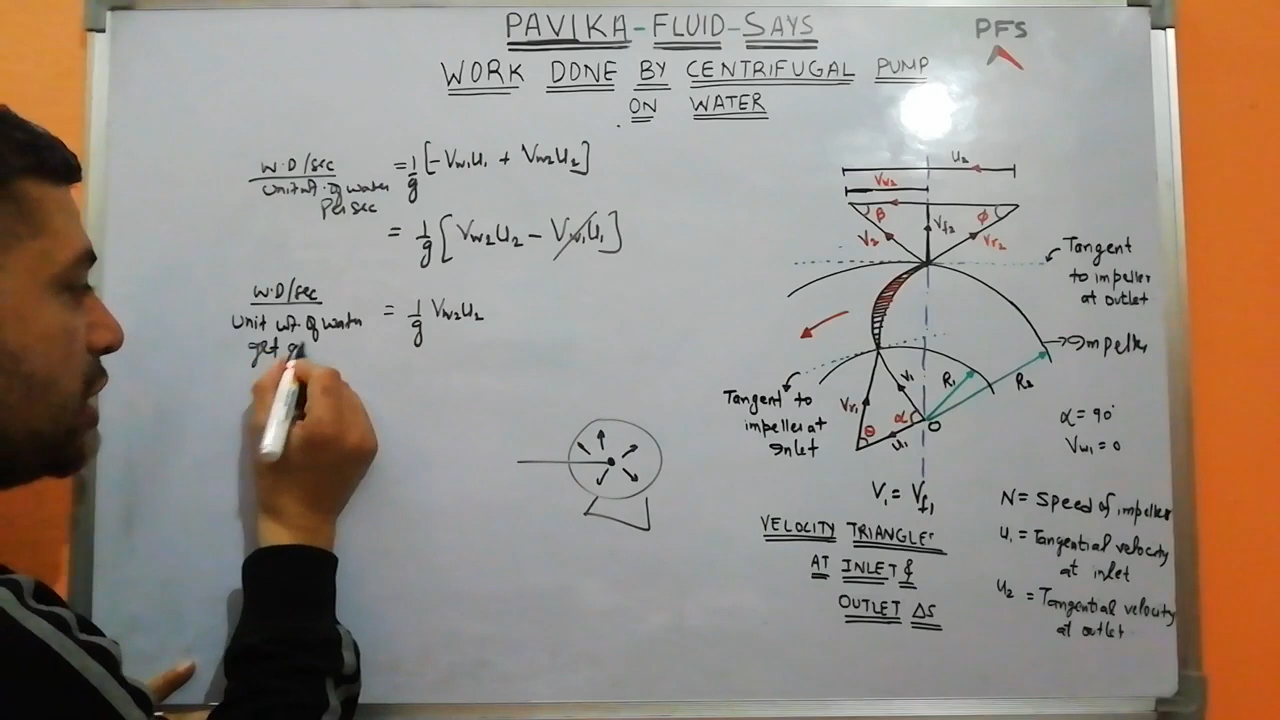 PAVIKA-FLUID-SAYS
PFS
WORK DONE BY CENTRIFUGAL PUMP
ON WATER
W.D/sec = 1/g [-Vw1u1 + Vw2u2]
Unit wt. of water
Per sec
= 1/g [Vw2u2 - Vw1u1]
W.D/sec = 1/g Vw2u2
Unit wt. of water
get
u2
Vw2
β φ
V2 Vf2 Vr2
Tangent
to impeller
at outlet
Impeller
R1 R2
V1
Vr1 α O
θ u1
Tangent to
impeller at
Inlet
α = 90°
Vw1 = 0
V1 = Vf1
VELOCITY TRIANGLES
AT INLET &
OUTLET ΔS
N = Speed of impeller
u1 = Tangential velocity
at inlet
u2 = Tangential velocity
at outlet